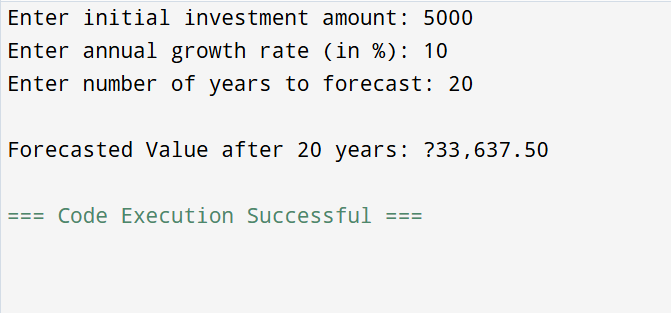 Enter initial investment amount: 5000
Enter annual growth rate (in %): 10
Enter number of years to forecast: 20
Forecasted Value after 20 years: ?33,637.50
=== Code Execution Successful ===